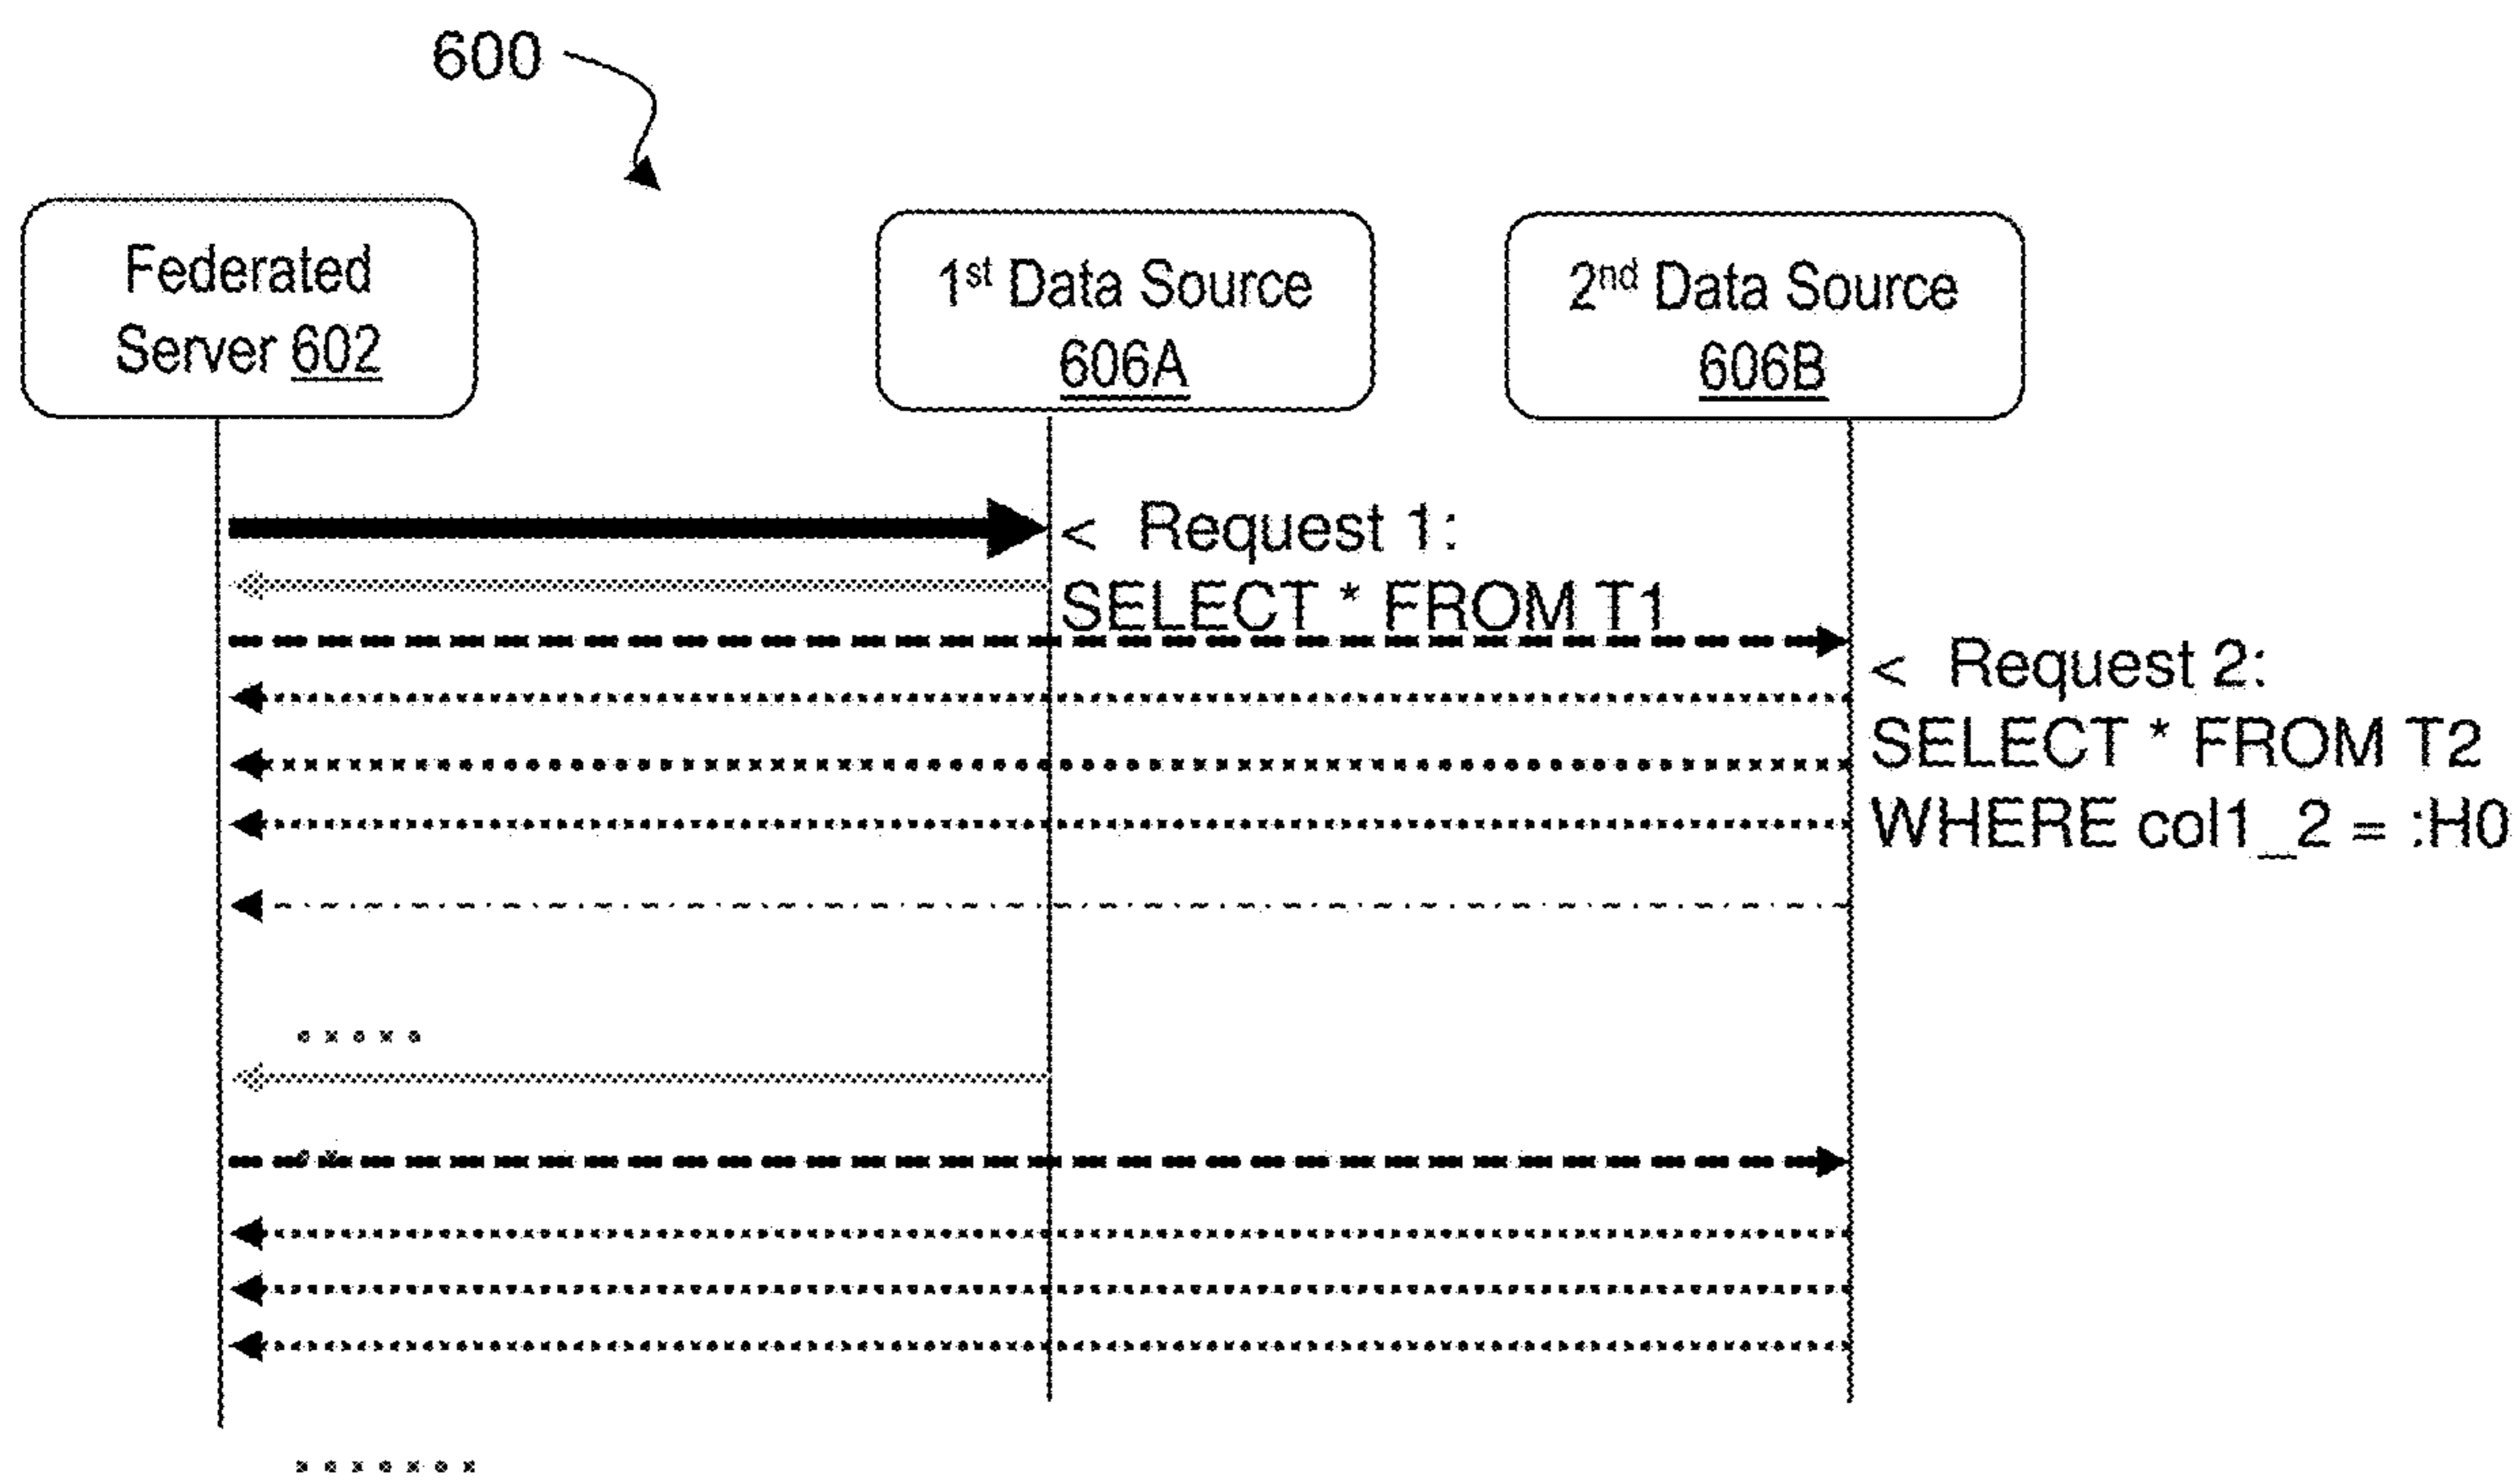 600
Federated
Server 602
1st Data Source
606A
2nd Data Source
606B
< Request 1:
SELECT * FROM T1
< Request 2:
SELECT * FROM T2
WHERE col1_2 = :H0